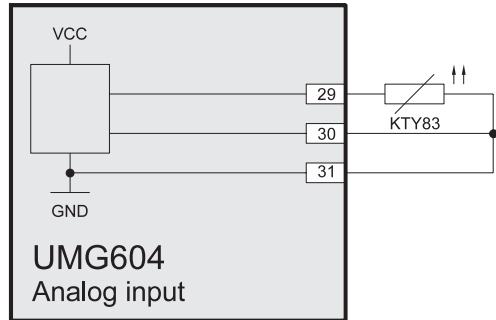 VCC
29
KTY83
30
31
GND
UMG604
Analog input